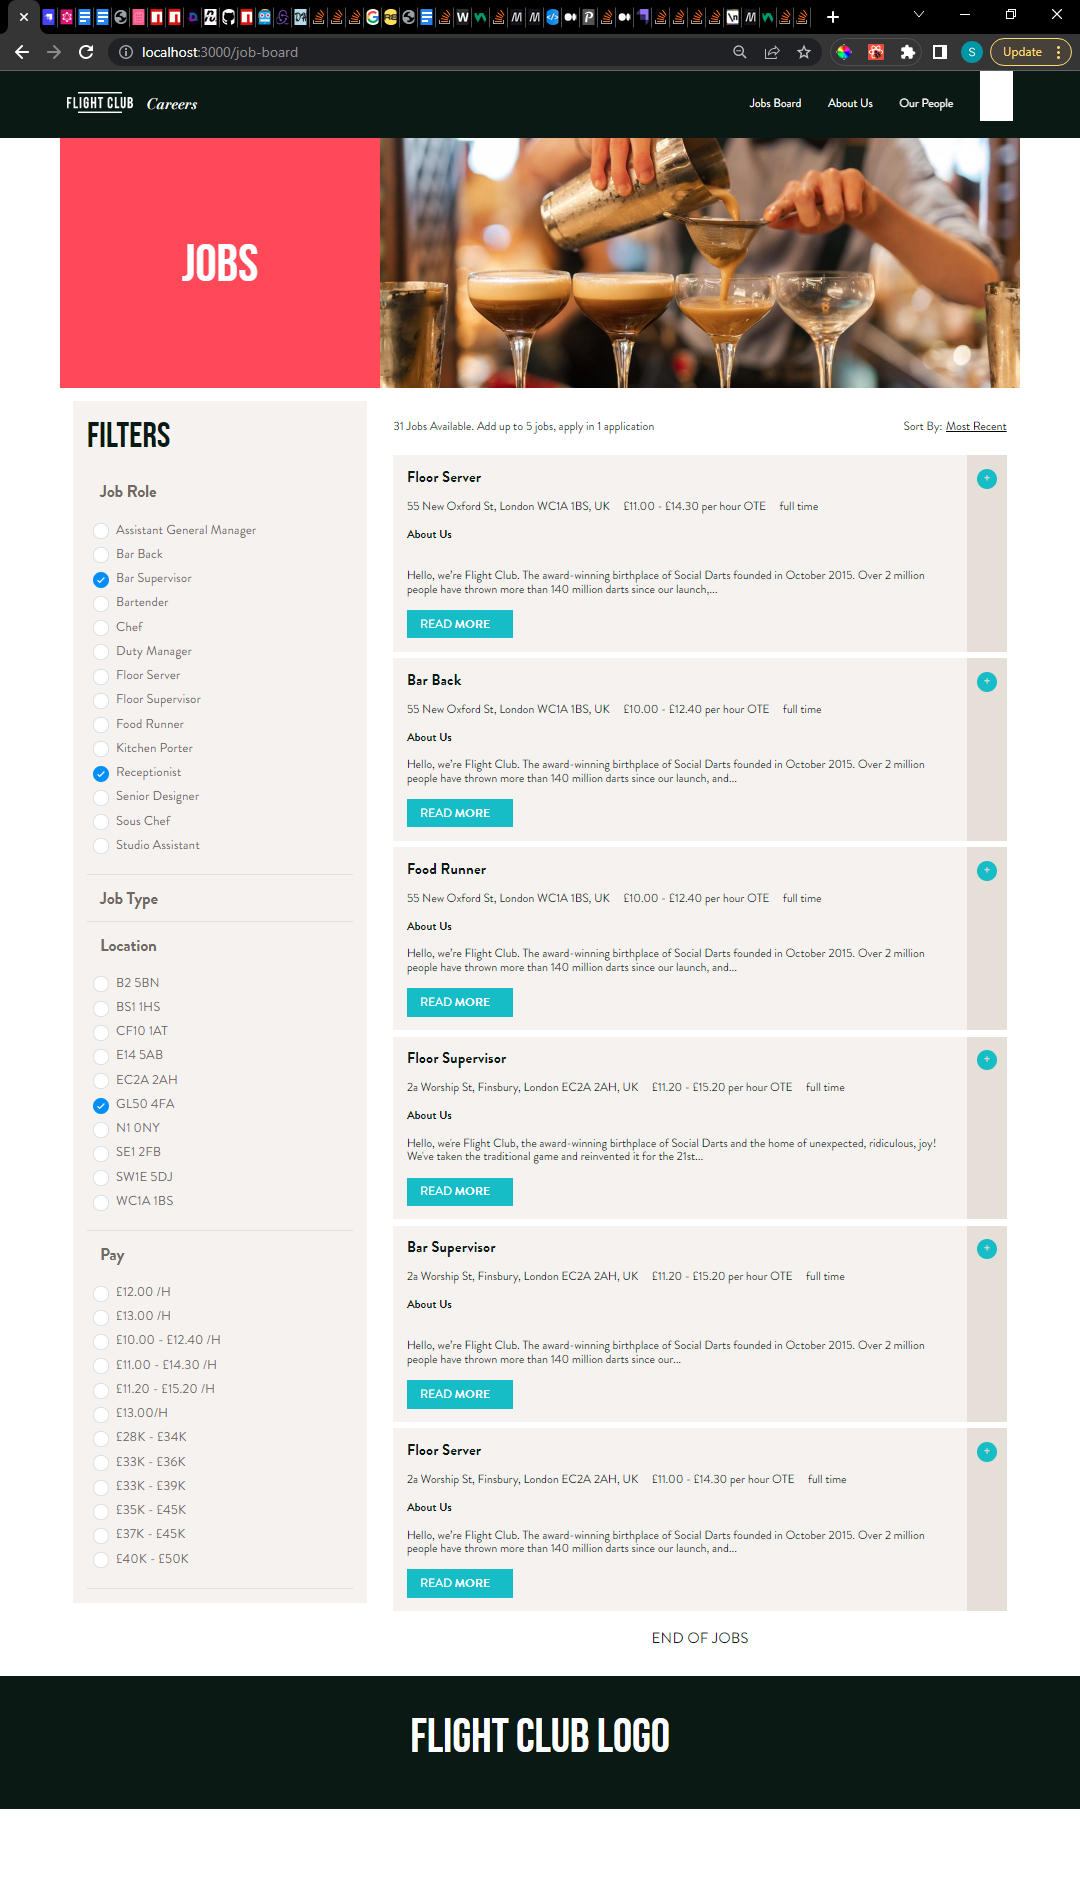 localhost:3000/job-board
Update
FLIGHT CLUB Careers
Jobs Board About Us Our People
JOBS
FILTERS
Job Role
Assistant General Manager
Bar Back
Bar Supervisor
Bartender
Chef
Duty Manager
Floor Server
Floor Supervisor
Food Runner
Kitchen Porter
Receptionist
Senior Designer
Sous Chef
Studio Assistant
Job Type
Location
B2 5BN
BS1 1HS
CF10 1AT
E14 5AB
EC2A 2AH
GL50 4FA
N1 0NY
SE1 2FB
SW1E 5DJ
WC1A 1BS
Pay
£12.00 /H
£13.00 /H
£10.00 - £12.40 /H
£11.00 - £14.30 /H
£11.20 - £15.20 /H
£13.00/H
£28K - £34K
£33K - £36K
£33K - £39K
£35K - £45K
£37K - £45K
£40K - £50K
31 Jobs Available. Add up to 5 jobs, apply in 1 application
Sort By: Most Recent
Floor Server
55 New Oxford St, London WC1A 1BS, UK £11.00 - £14.30 per hour OTE full time
About Us
Hello, we're Flight Club. The award-winning birthplace of Social Darts founded in October 2015. Over 2 million
people have thrown more than 140 million darts since our launch,...
READ MORE
Bar Back
55 New Oxford St, London WC1A 1BS, UK £10.00 - £12.40 per hour OTE full time
About Us
Hello, we're Flight Club. The award-winning birthplace of Social Darts founded in October 2015. Over 2 million
people have thrown more than 140 million darts since our launch, and...
READ MORE
Food Runner
55 New Oxford St, London WC1A 1BS, UK £10.00 - £12.40 per hour OTE full time
About Us
Hello, we're Flight Club. The award-winning birthplace of Social Darts founded in October 2015. Over 2 million
people have thrown more than 140 million darts since our launch, and...
READ MORE
Floor Supervisor
2a Worship St, Finsbury, London EC2A 2AH, UK £11.20 - £15.20 per hour OTE full time
About Us
Hello, we're Flight Club, the award-winning birthplace of Social Darts and the home of unexpected, ridiculous, joy!
We've taken the traditional game and reinvented it for the 21st...
READ MORE
Bar Supervisor
2a Worship St, Finsbury, London EC2A 2AH, UK £11.20 - £15.20 per hour OTE full time
About Us
Hello, we're Flight Club. The award-winning birthplace of Social Darts founded in October 2015. Over 2 million
people have thrown more than 140 million darts since our...
READ MORE
Floor Server
2a Worship St, Finsbury, London EC2A 2AH, UK £11.00 - £14.30 per hour OTE full time
About Us
Hello, we're Flight Club. The award-winning birthplace of Social Darts founded in October 2015. Over 2 million
people have thrown more than 140 million darts since our launch, and...
READ MORE
END OF JOBS
FLIGHT CLUB LOGO